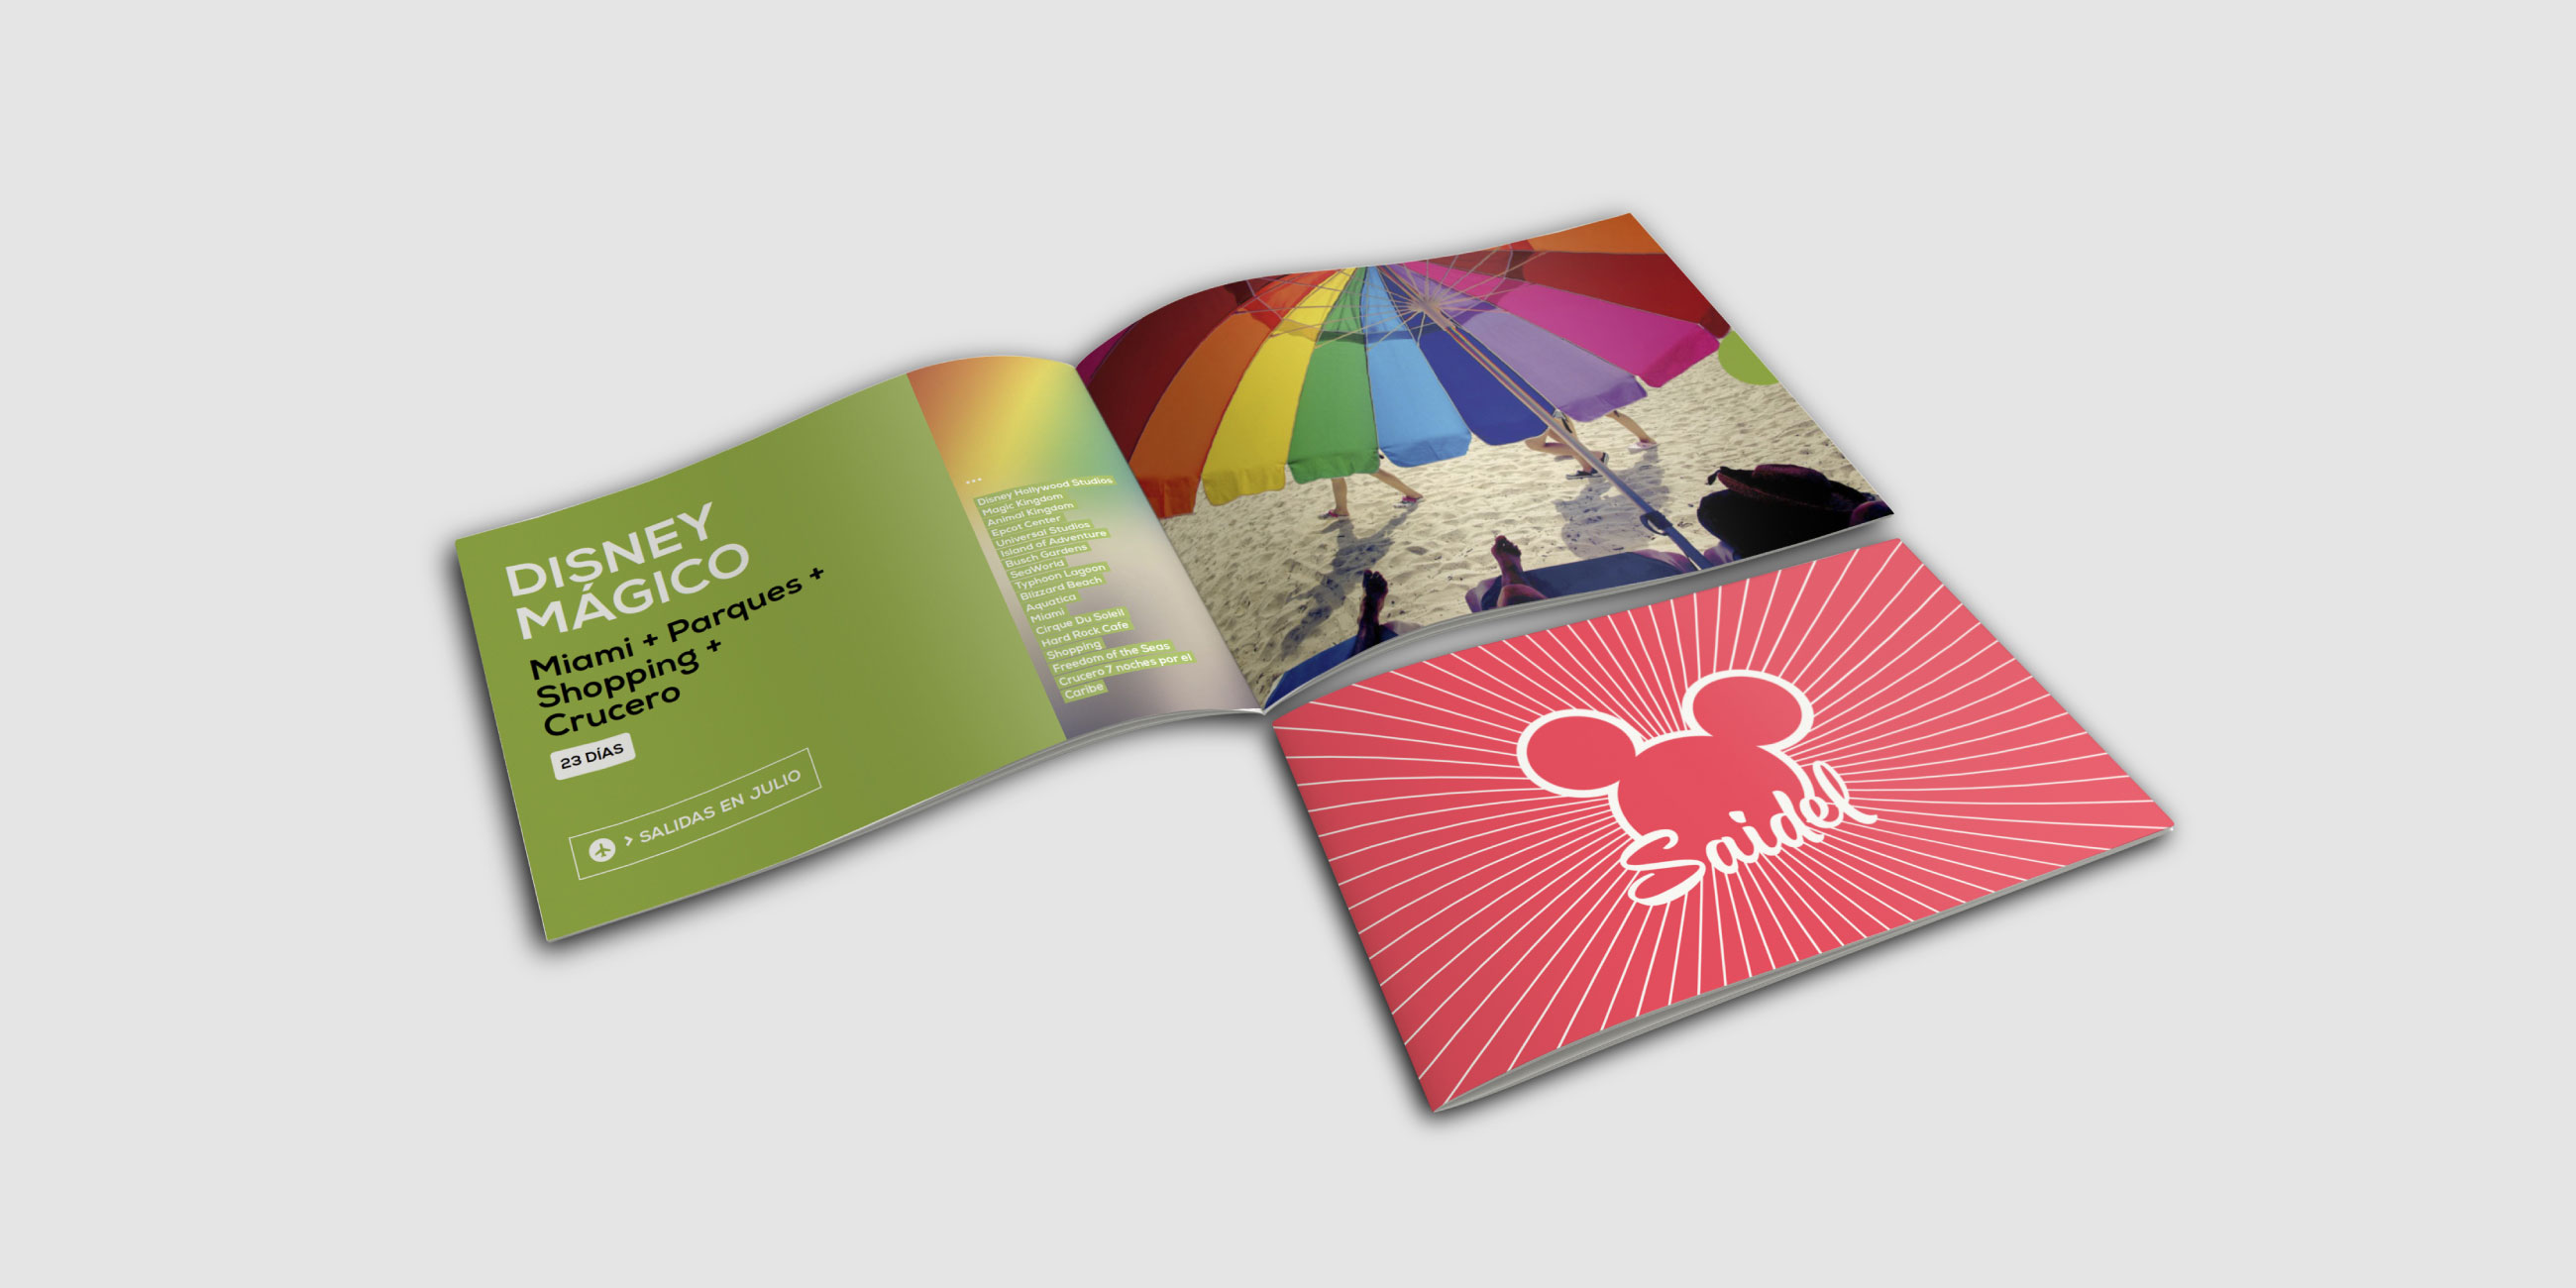 DISNEY
MÁGICO
Miami + Parques +
Shopping +
Crucero
23 DÍAS
> SALIDAS EN JULIO
...
Disney Hollywood Studios
Magic Kingdom
Animal Kingdom
Epcot Center
Universal Studios
Island of Adventure
Busch Gardens
SeaWorld
Typhoon Lagoon
Blizzard Beach
Aquatica
Miami
Cirque Du Soleil
Hard Rock Cafe
Shopping
Freedom of the Seas
Crucero 7 noches por el
Caribe
Saidel